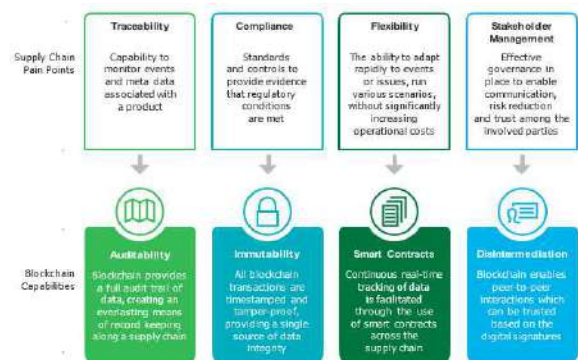 Supply Chain
Pain Points
Traceability
Capability to
monitor events
and meta data
associated with
a product
Compliance
Standards
and controls to
provide evidence
that regulatory
conditions
are met
Flexibility
The ability to adapt
rapidly to events
or issues, run
various scenarios,
without significantly
increasing
operational costs
Stakeholder
Management
Effective
governance in
place to enable
communication,
risk reduction
and trust among the
involved parties
Blockchain
Capabilities
Auditability
Blockchain provides
a full audit trail of
data, creating an
everlasting means
of record keeping
along a supply chain
Immutability
All blockchain
transactions are
timestamped and
tamper-proof,
providing a single
source of data
integrity
Smart Contracts
Continuous real-time
tracking of data
is facilitated
through the use
of smart contracts
across the
supply chain
Disintermediation
Blockchain enables
peer-to-peer
interactions which
can be trusted
based on the
digital signatures